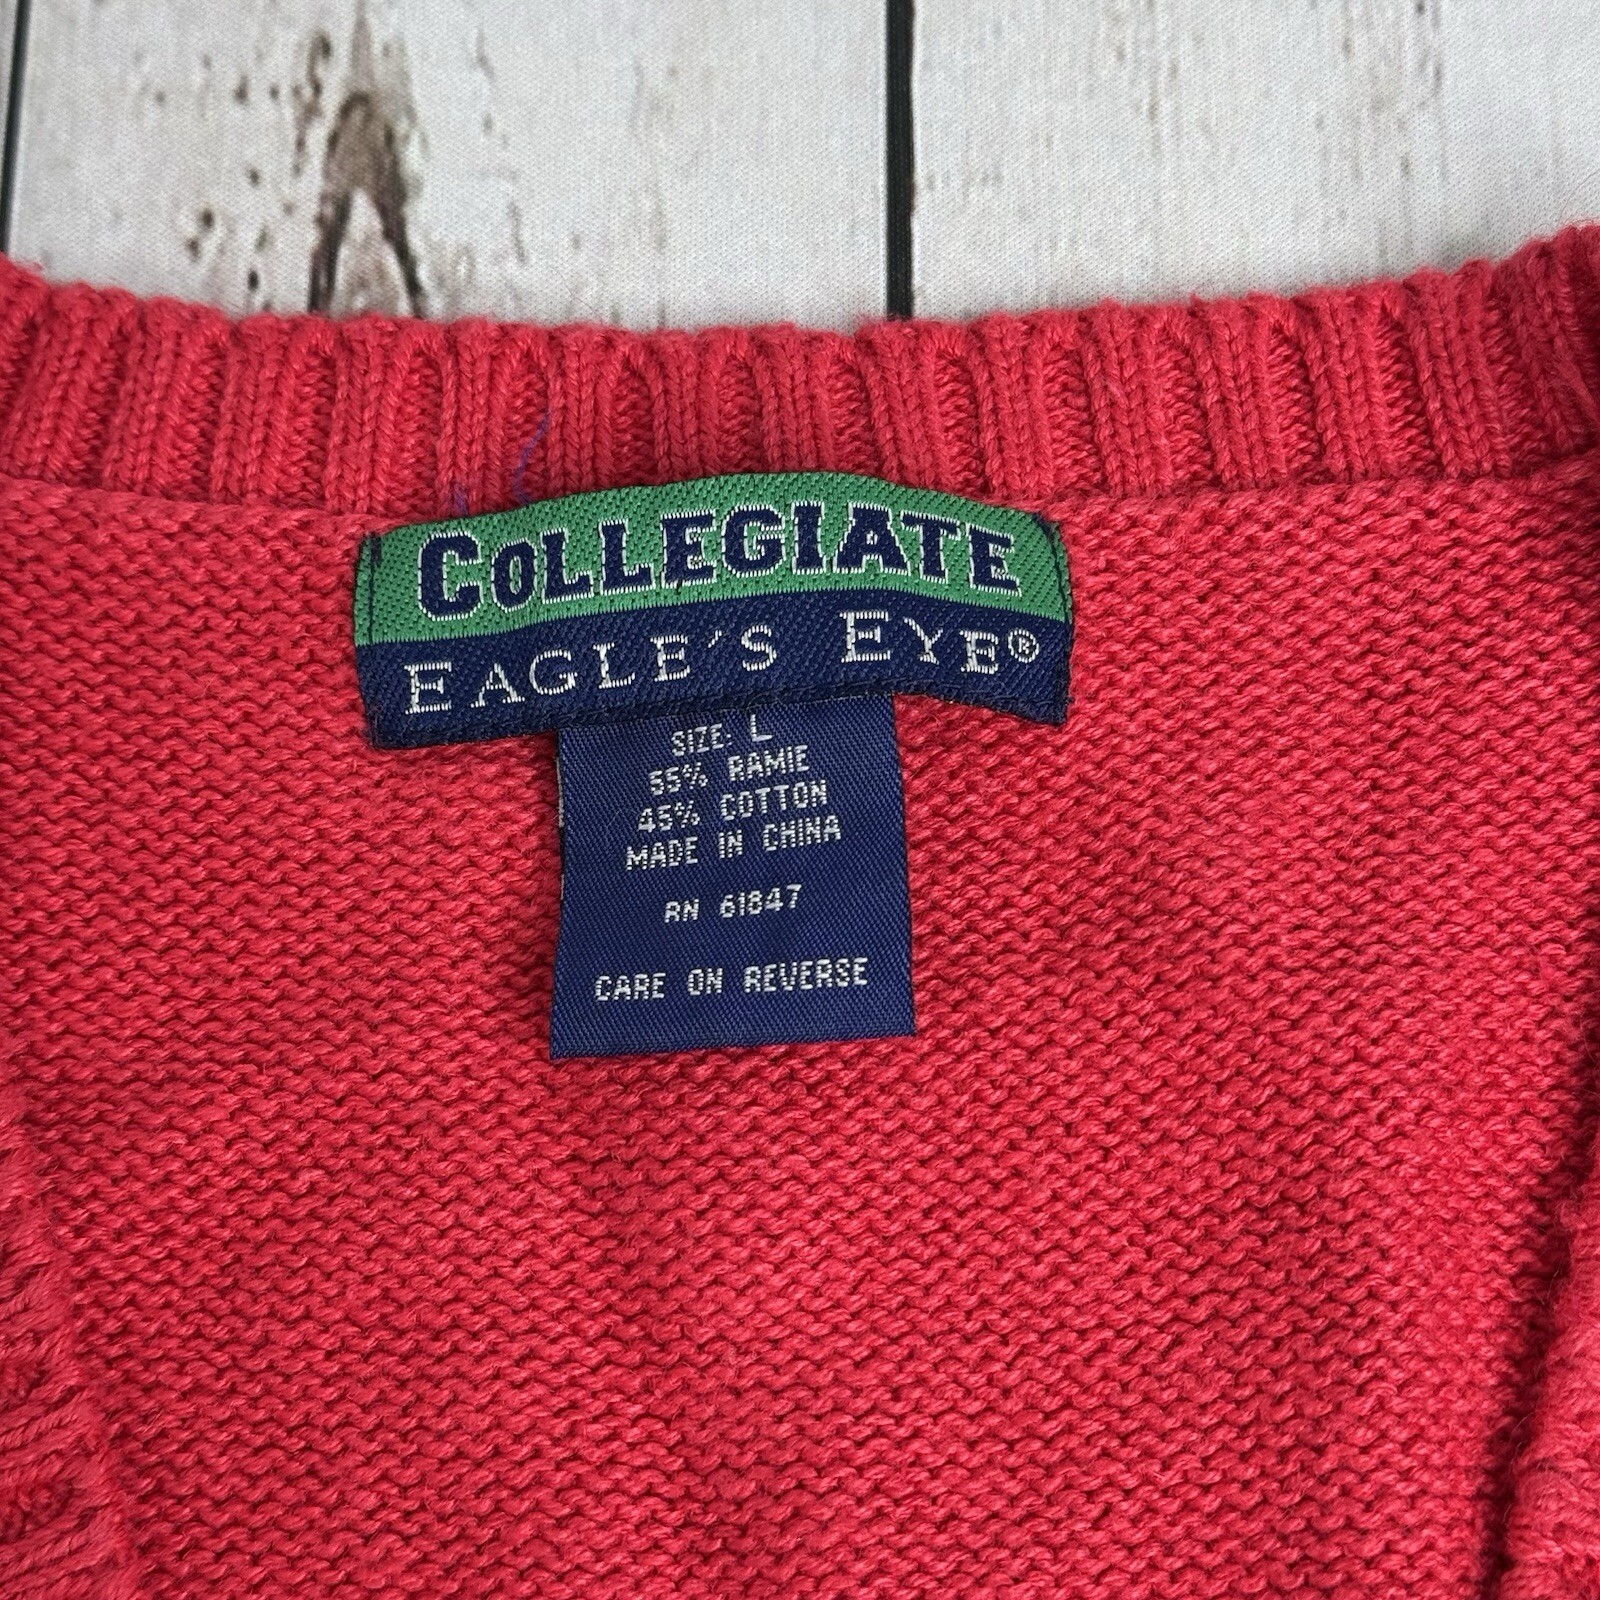 COLLEGIATE
EAGLE'S EYE®
SIZE: L
55% RAMIE
45% COTTON
MADE IN CHINA
RN 61847
CARE ON REVERSE